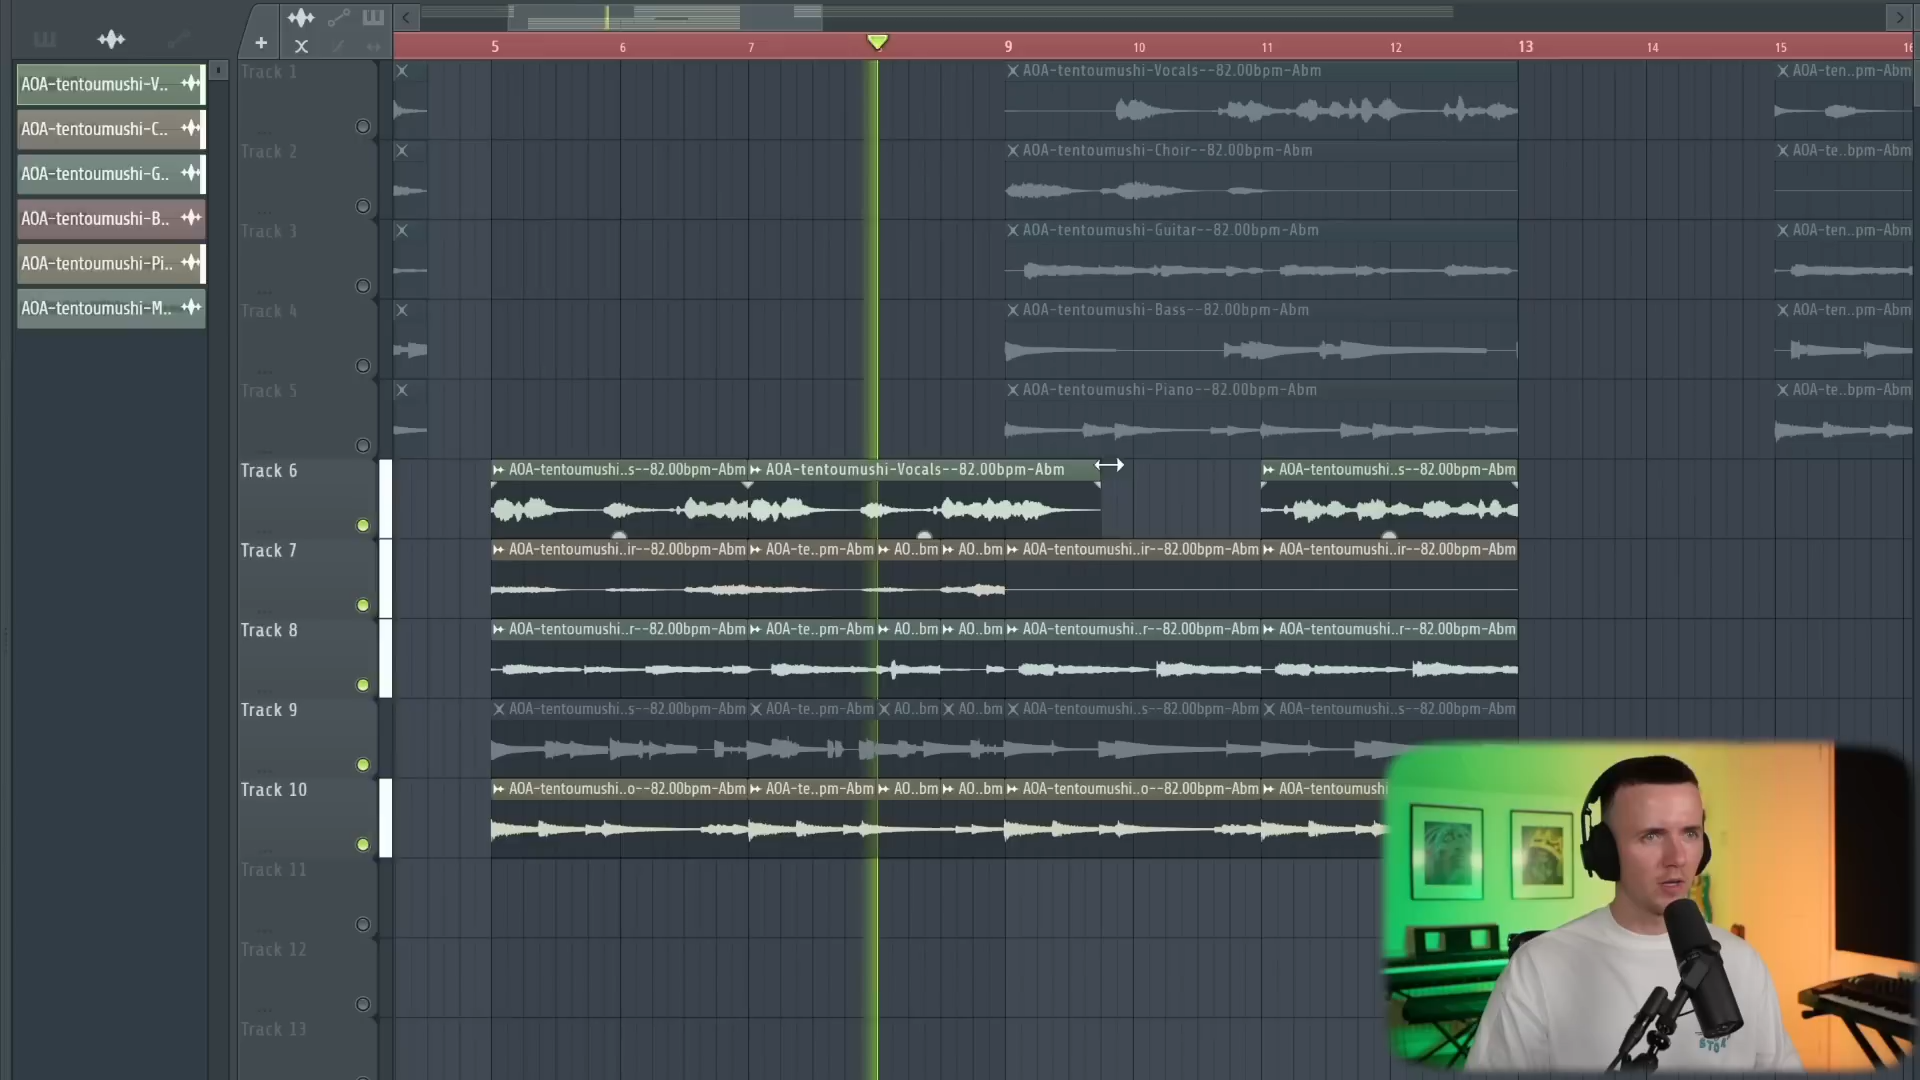 5 6 7 9 10 11 12 13 14 15 16
AOA-tentoumushi-V..
AOA-tentoumushi-C..
AOA-tentoumushi-G..
AOA-tentoumushi-B..
AOA-tentoumushi-Pi..
AOA-tentoumushi-M..
Track 1
AOA-tentoumushi-Vocals--82.00bpm-Abm
AOA-ten..pm-Abm
Track 2
AOA-tentoumushi-Choir--82.00bpm-Abm
AOA-te..bpm-Abm
Track 3
AOA-tentoumushi-Guitar--82.00bpm-Abm
AOA-ten..pm-Abm
Track 4
AOA-tentoumushi-Bass--82.00bpm-Abm
AOA-ten..pm-Abm
Track 5
AOA-tentoumushi-Piano--82.00bpm-Abm
AOA-te..bpm-Abm
Track 6
AOA-tentoumushi..s--82.00bpm-Abm
AOA-tentoumushi-Vocals--82.00bpm-Abm
AOA-tentoumushi..s--82.00bpm-Abm
Track 7
AOA-tentoumushi..ir--82.00bpm-Abm
AOA-te..pm-Abm
AO..bm
AO..bm
AOA-tentoumushi..ir--82.00bpm-Abm
AOA-tentoumushi..ir--82.00bpm-Abm
Track 8
AOA-tentoumushi..r--82.00bpm-Abm
AOA-te..pm-Abm
AO..bm
AO..bm
AOA-tentoumushi..r--82.00bpm-Abm
AOA-tentoumushi..r--82.00bpm-Abm
Track 9
AOA-tentoumushi..s--82.00bpm-Abm
AOA-te..pm-Abm
AO..bm
AO..bm
AOA-tentoumushi..s--82.00bpm-Abm
AOA-tentoumushi..s--82.00bpm-Abm
Track 10
AOA-tentoumushi..o--82.00bpm-Abm
AOA-te..pm-Abm
AO..bm
AO..bm
AOA-tentoumushi..o--82.00bpm-Abm
AOA-tentoumushi
Track 11
Track 12
Track 13